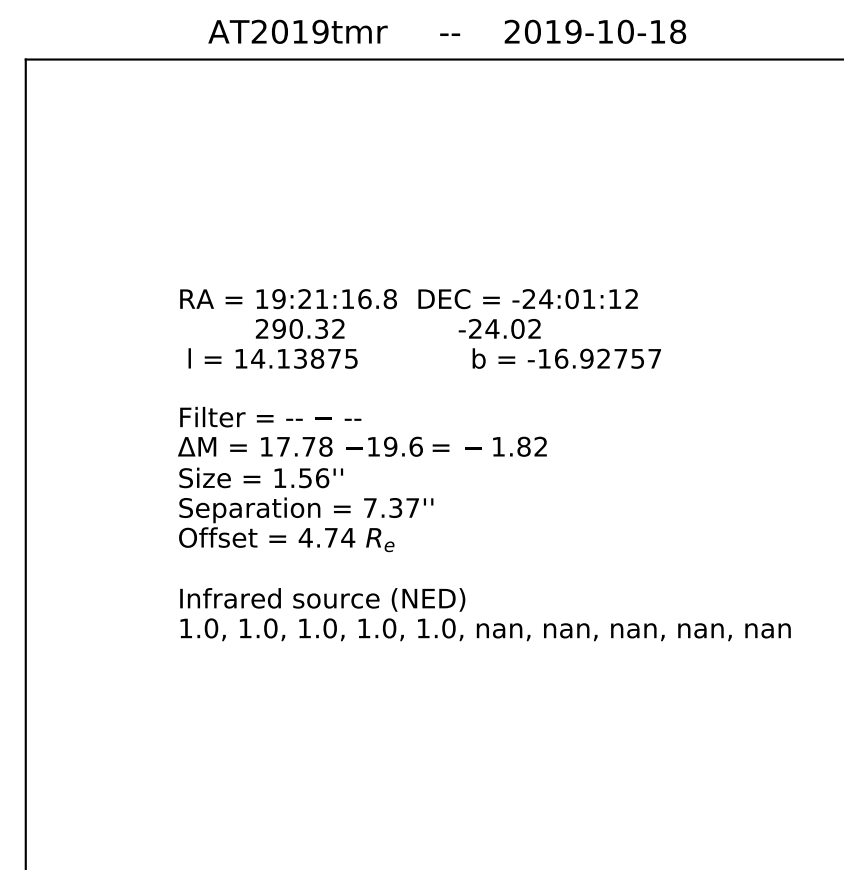 AT2019tmr -- 2019-10-18
RA = 19:21:16.8 DEC = -24:01:12
290.32 -24.02
l = 14.13875 b = -16.92757
Filter = -- − --
ΔM = 17.78 −19.6 = − 1.82
Size = 1.56''
Separation = 7.37''
Offset = 4.74 Rₑ
Infrared source (NED)
1.0, 1.0, 1.0, 1.0, 1.0, nan, nan, nan, nan, nan